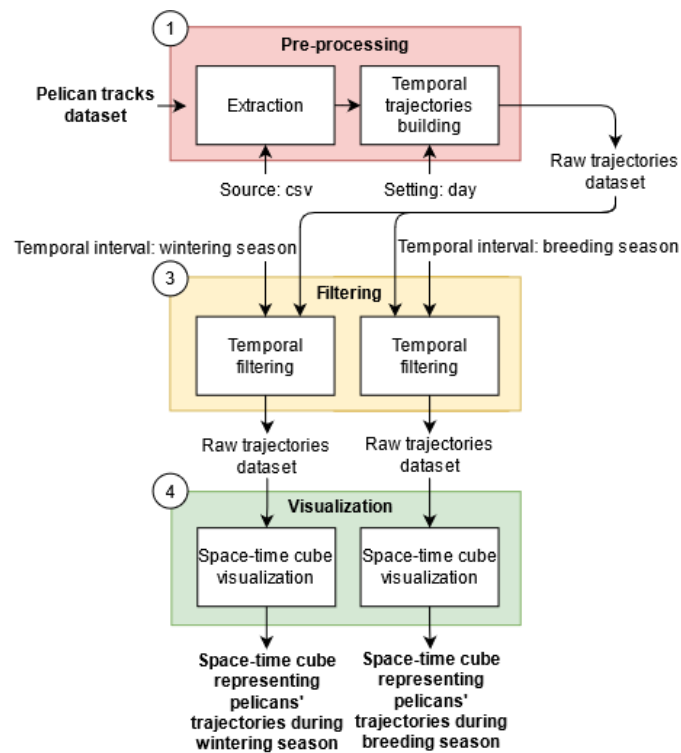 1
Pre-processing
Pelican tracks
dataset
Extraction
Temporal
trajectories
building
Source: csv
Setting: day
Raw trajectories
dataset
Temporal interval: wintering season
Temporal interval: breeding season
3
Filtering
Temporal
filtering
Temporal
filtering
Raw trajectories
dataset
Raw trajectories
dataset
4
Visualization
Space-time cube
visualization
Space-time cube
visualization
Space-time cube
representing
pelicans'
trajectories during
wintering season
Space-time cube
representing
pelicans'
trajectories during
breeding season